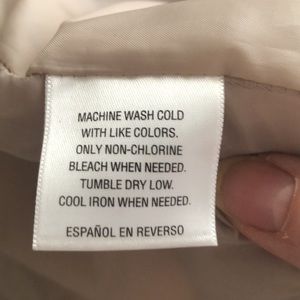 MACHINE WASH COLD
WITH LIKE COLORS.
ONLY NON-CHLORINE
BLEACH WHEN NEEDED.
TUMBLE DRY LOW.
COOL IRON WHEN NEEDED.
ESPAÑOL EN REVERSO